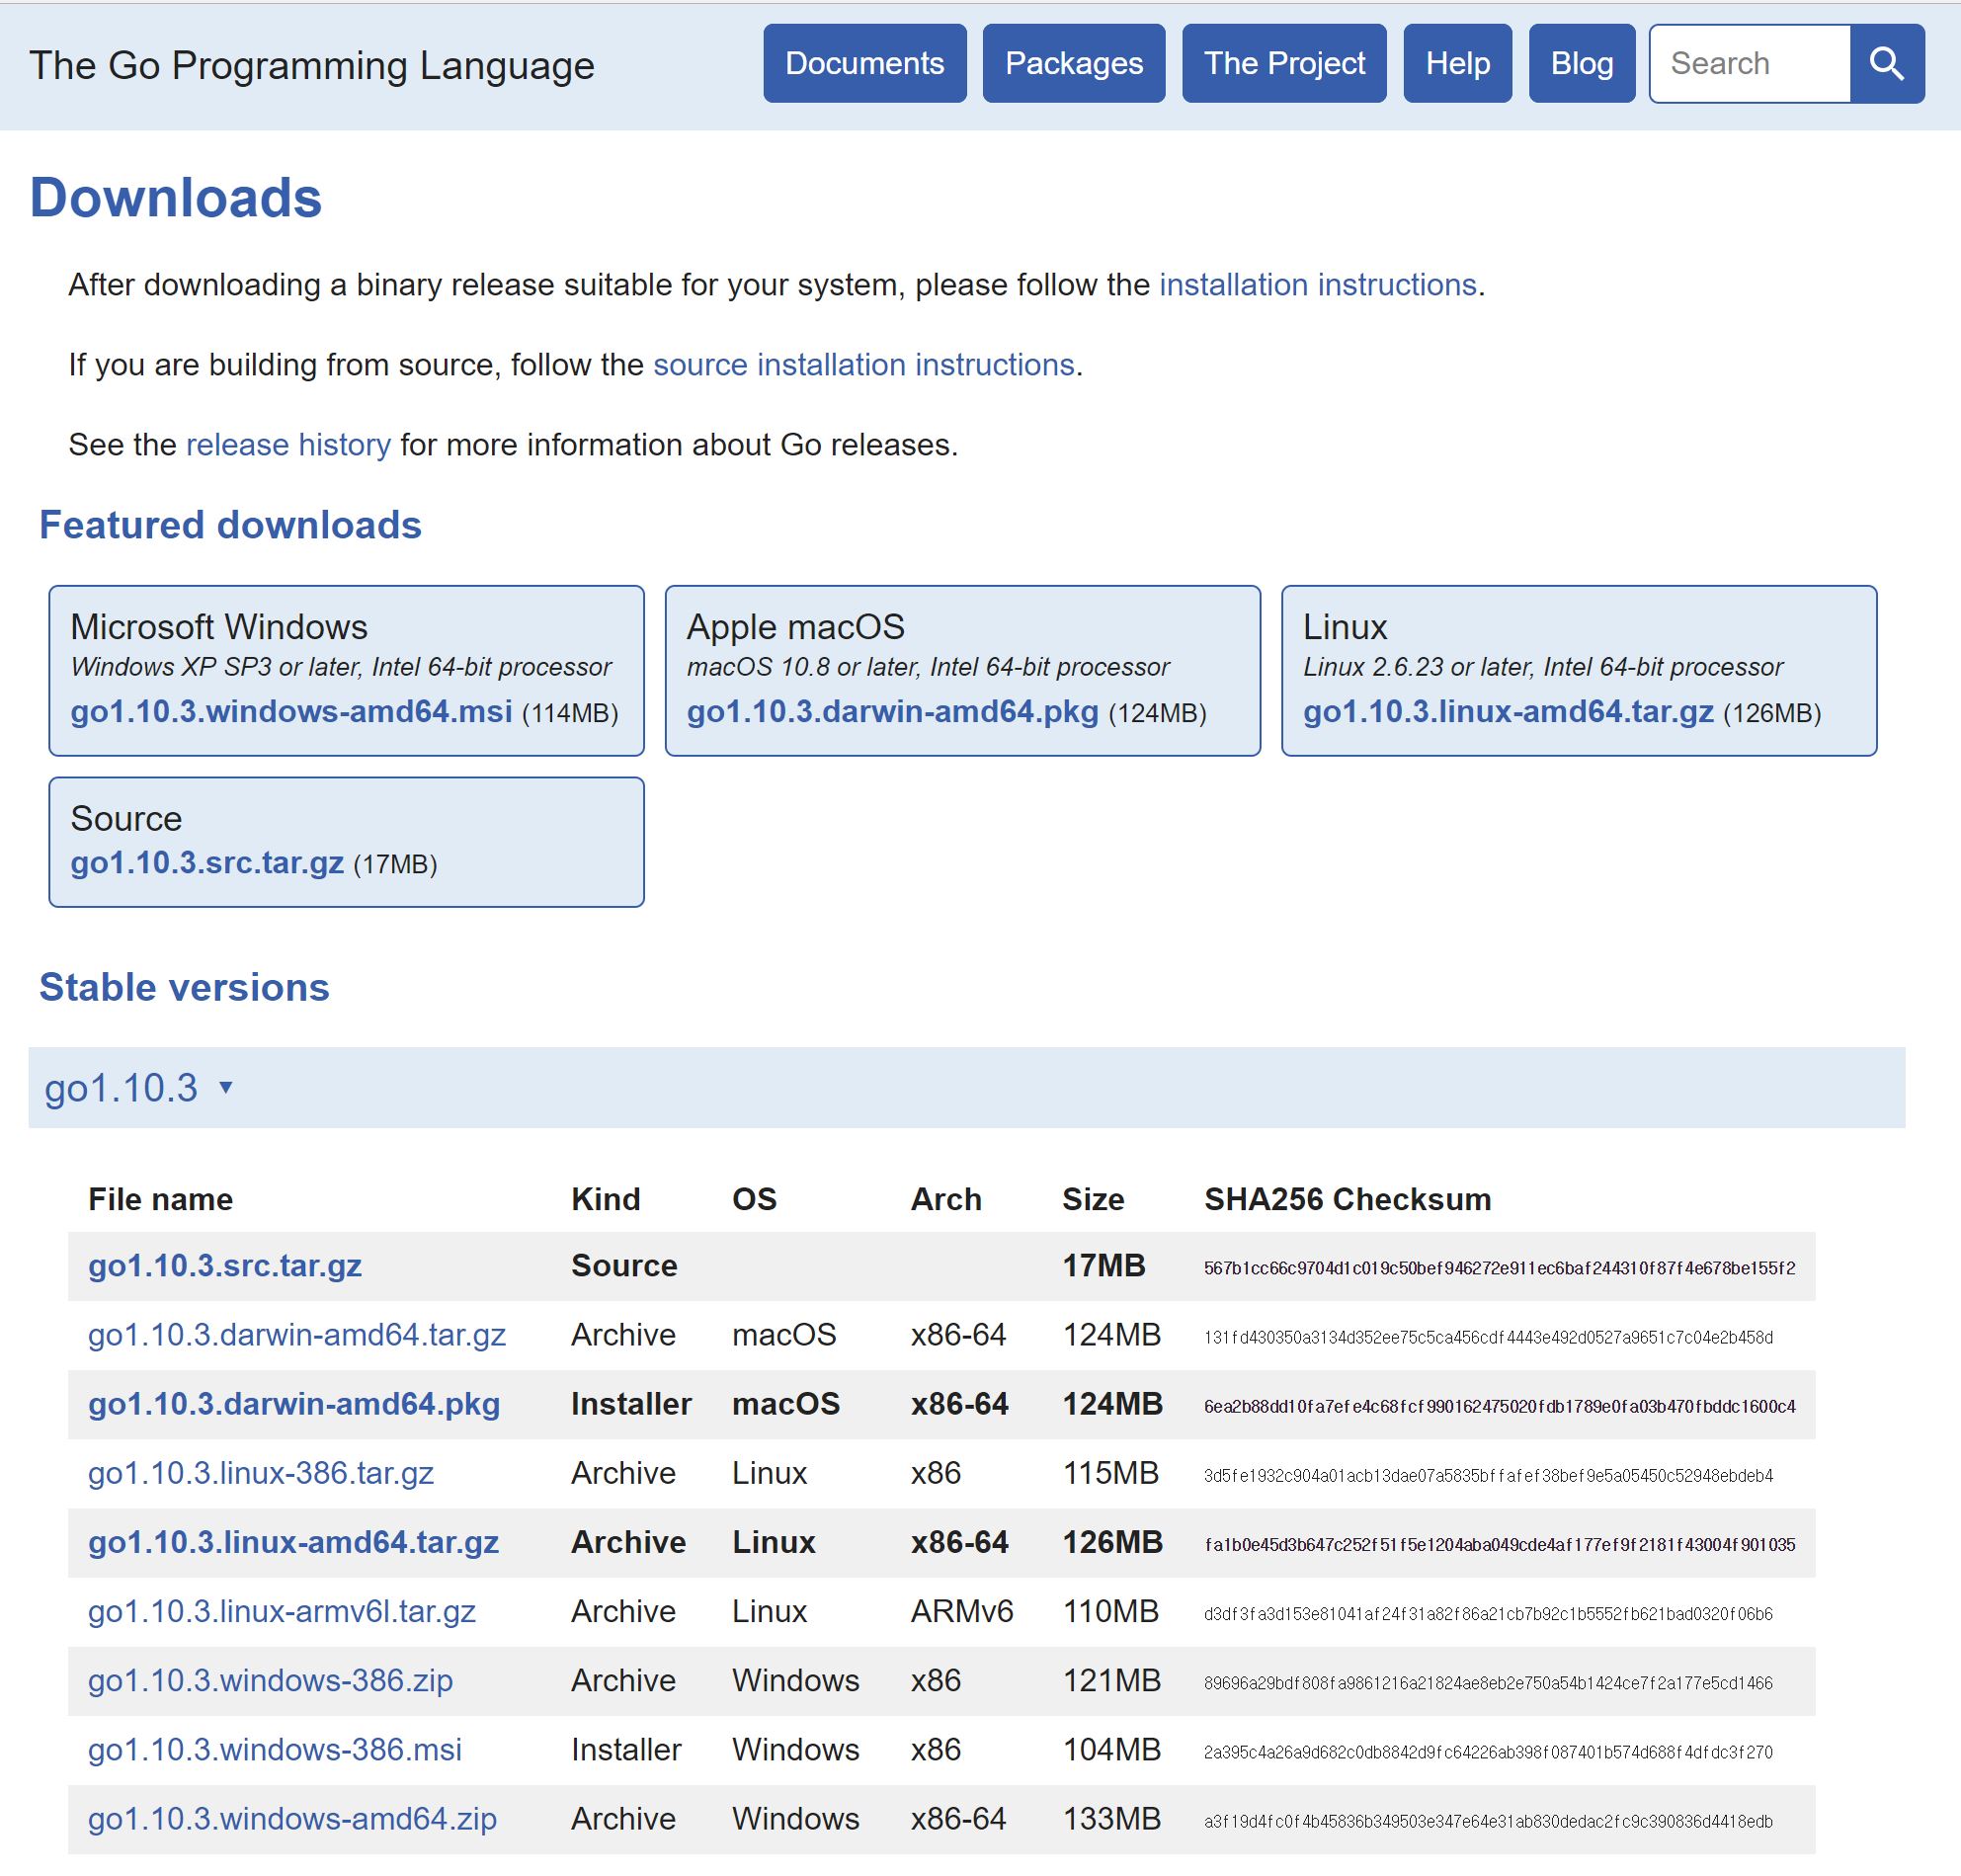 The Go Programming Language
Documents Packages The Project Help Blog Search
Downloads
After downloading a binary release suitable for your system, please follow the installation instructions.
If you are building from source, follow the source installation instructions.
See the release history for more information about Go releases.
Featured downloads
Microsoft Windows
Windows XP SP3 or later, Intel 64-bit processor
go1.10.3.windows-amd64.msi (114MB)
Apple macOS
macOS 10.8 or later, Intel 64-bit processor
go1.10.3.darwin-amd64.pkg (124MB)
Linux
Linux 2.6.23 or later, Intel 64-bit processor
go1.10.3.linux-amd64.tar.gz (126MB)
Source
go1.10.3.src.tar.gz (17MB)
Stable versions
go1.10.3 ▾
File name Kind OS Arch Size SHA256 Checksum
go1.10.3.src.tar.gz Source 17MB 567b1cc66c9704d1c019c50bef946272e911ec6baf244310f87f4e678be155f2
go1.10.3.darwin-amd64.tar.gz Archive macOS x86-64 124MB 131fd430350a3134d352ee75c5ca456cdf4443e492d0527a9651c7c04e2b458d
go1.10.3.darwin-amd64.pkg Installer macOS x86-64 124MB 6ea2b88dd10fa7efe4c68fcf990162475020fdb1789e0fa03b470fbddc1600c4
go1.10.3.linux-386.tar.gz Archive Linux x86 115MB 3d5fe1932c904a01acb13dae07a5835bffafef38bef9e5a05450c52948ebdeb4
go1.10.3.linux-amd64.tar.gz Archive Linux x86-64 126MB fa1b0e45d3b647c252f51f5e1204aba049cde4af177ef9f2181f43004f901035
go1.10.3.linux-armv6l.tar.gz Archive Linux ARMv6 110MB d3df3fa3d153e81041af24f31a82f86a21cb7b92c1b5552fb621bad0320f06b6
go1.10.3.windows-386.zip Archive Windows x86 121MB 89696a29bdf808fa9861216a21824ae8eb2e750a54b1424ce7f2a177e5cd1466
go1.10.3.windows-386.msi Installer Windows x86 104MB 2a395c4a26a9d682c0db8842d9fc64226ab398f087401b574d688f4dfdc3f270
go1.10.3.windows-amd64.zip Archive Windows x86-64 133MB a3f19d4fc0f4b45836b349503e347e64e31ab830dedac2fc9c390836d4418edb